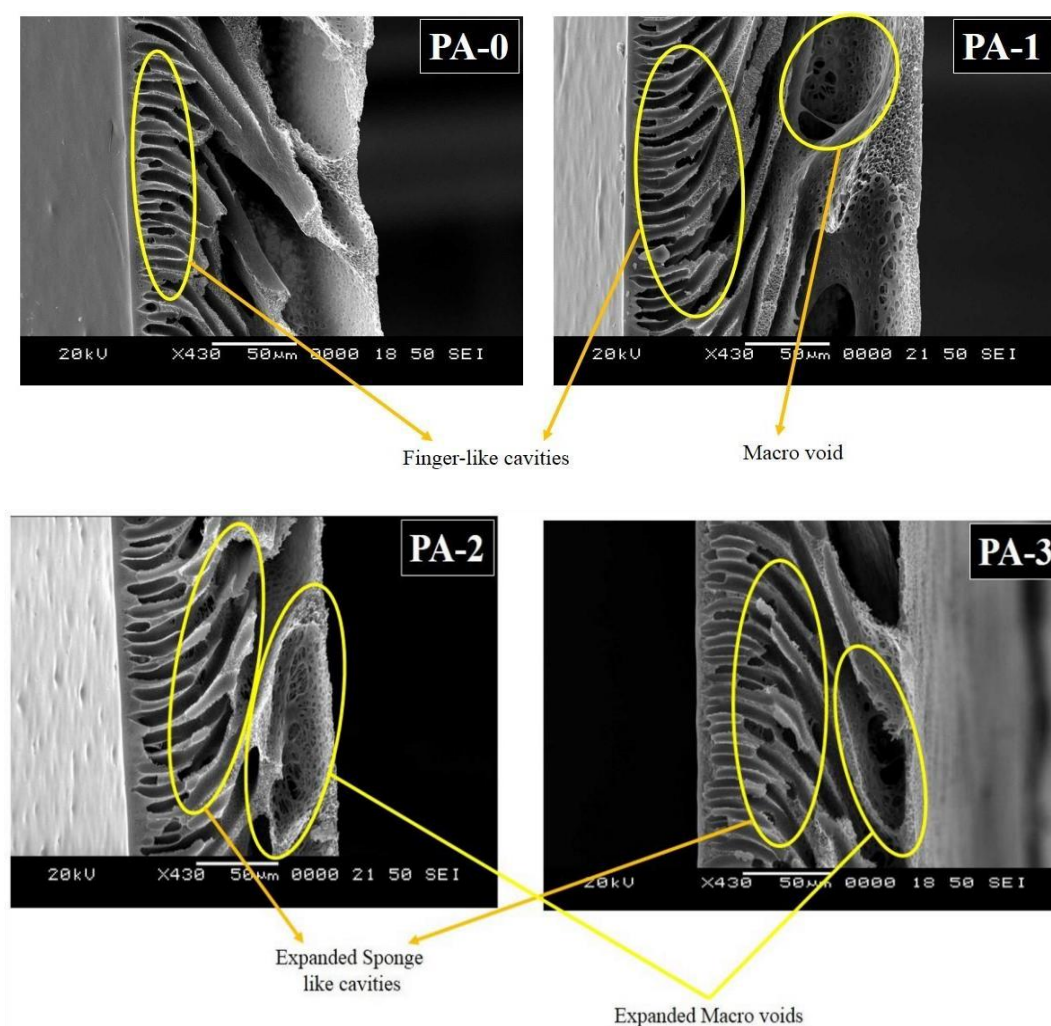 PA-0
20kV X430 50μm 0000 18 50 SEI
PA-1
20kV X430 50μm 0000 21 50 SEI
Finger-like cavities
Macro void
PA-2
20kV X430 50μm 0000 21 50 SEI
PA-3
20kV X430 50μm 0000 18 50 SEI
Expanded Sponge
like cavities
Expanded Macro voids